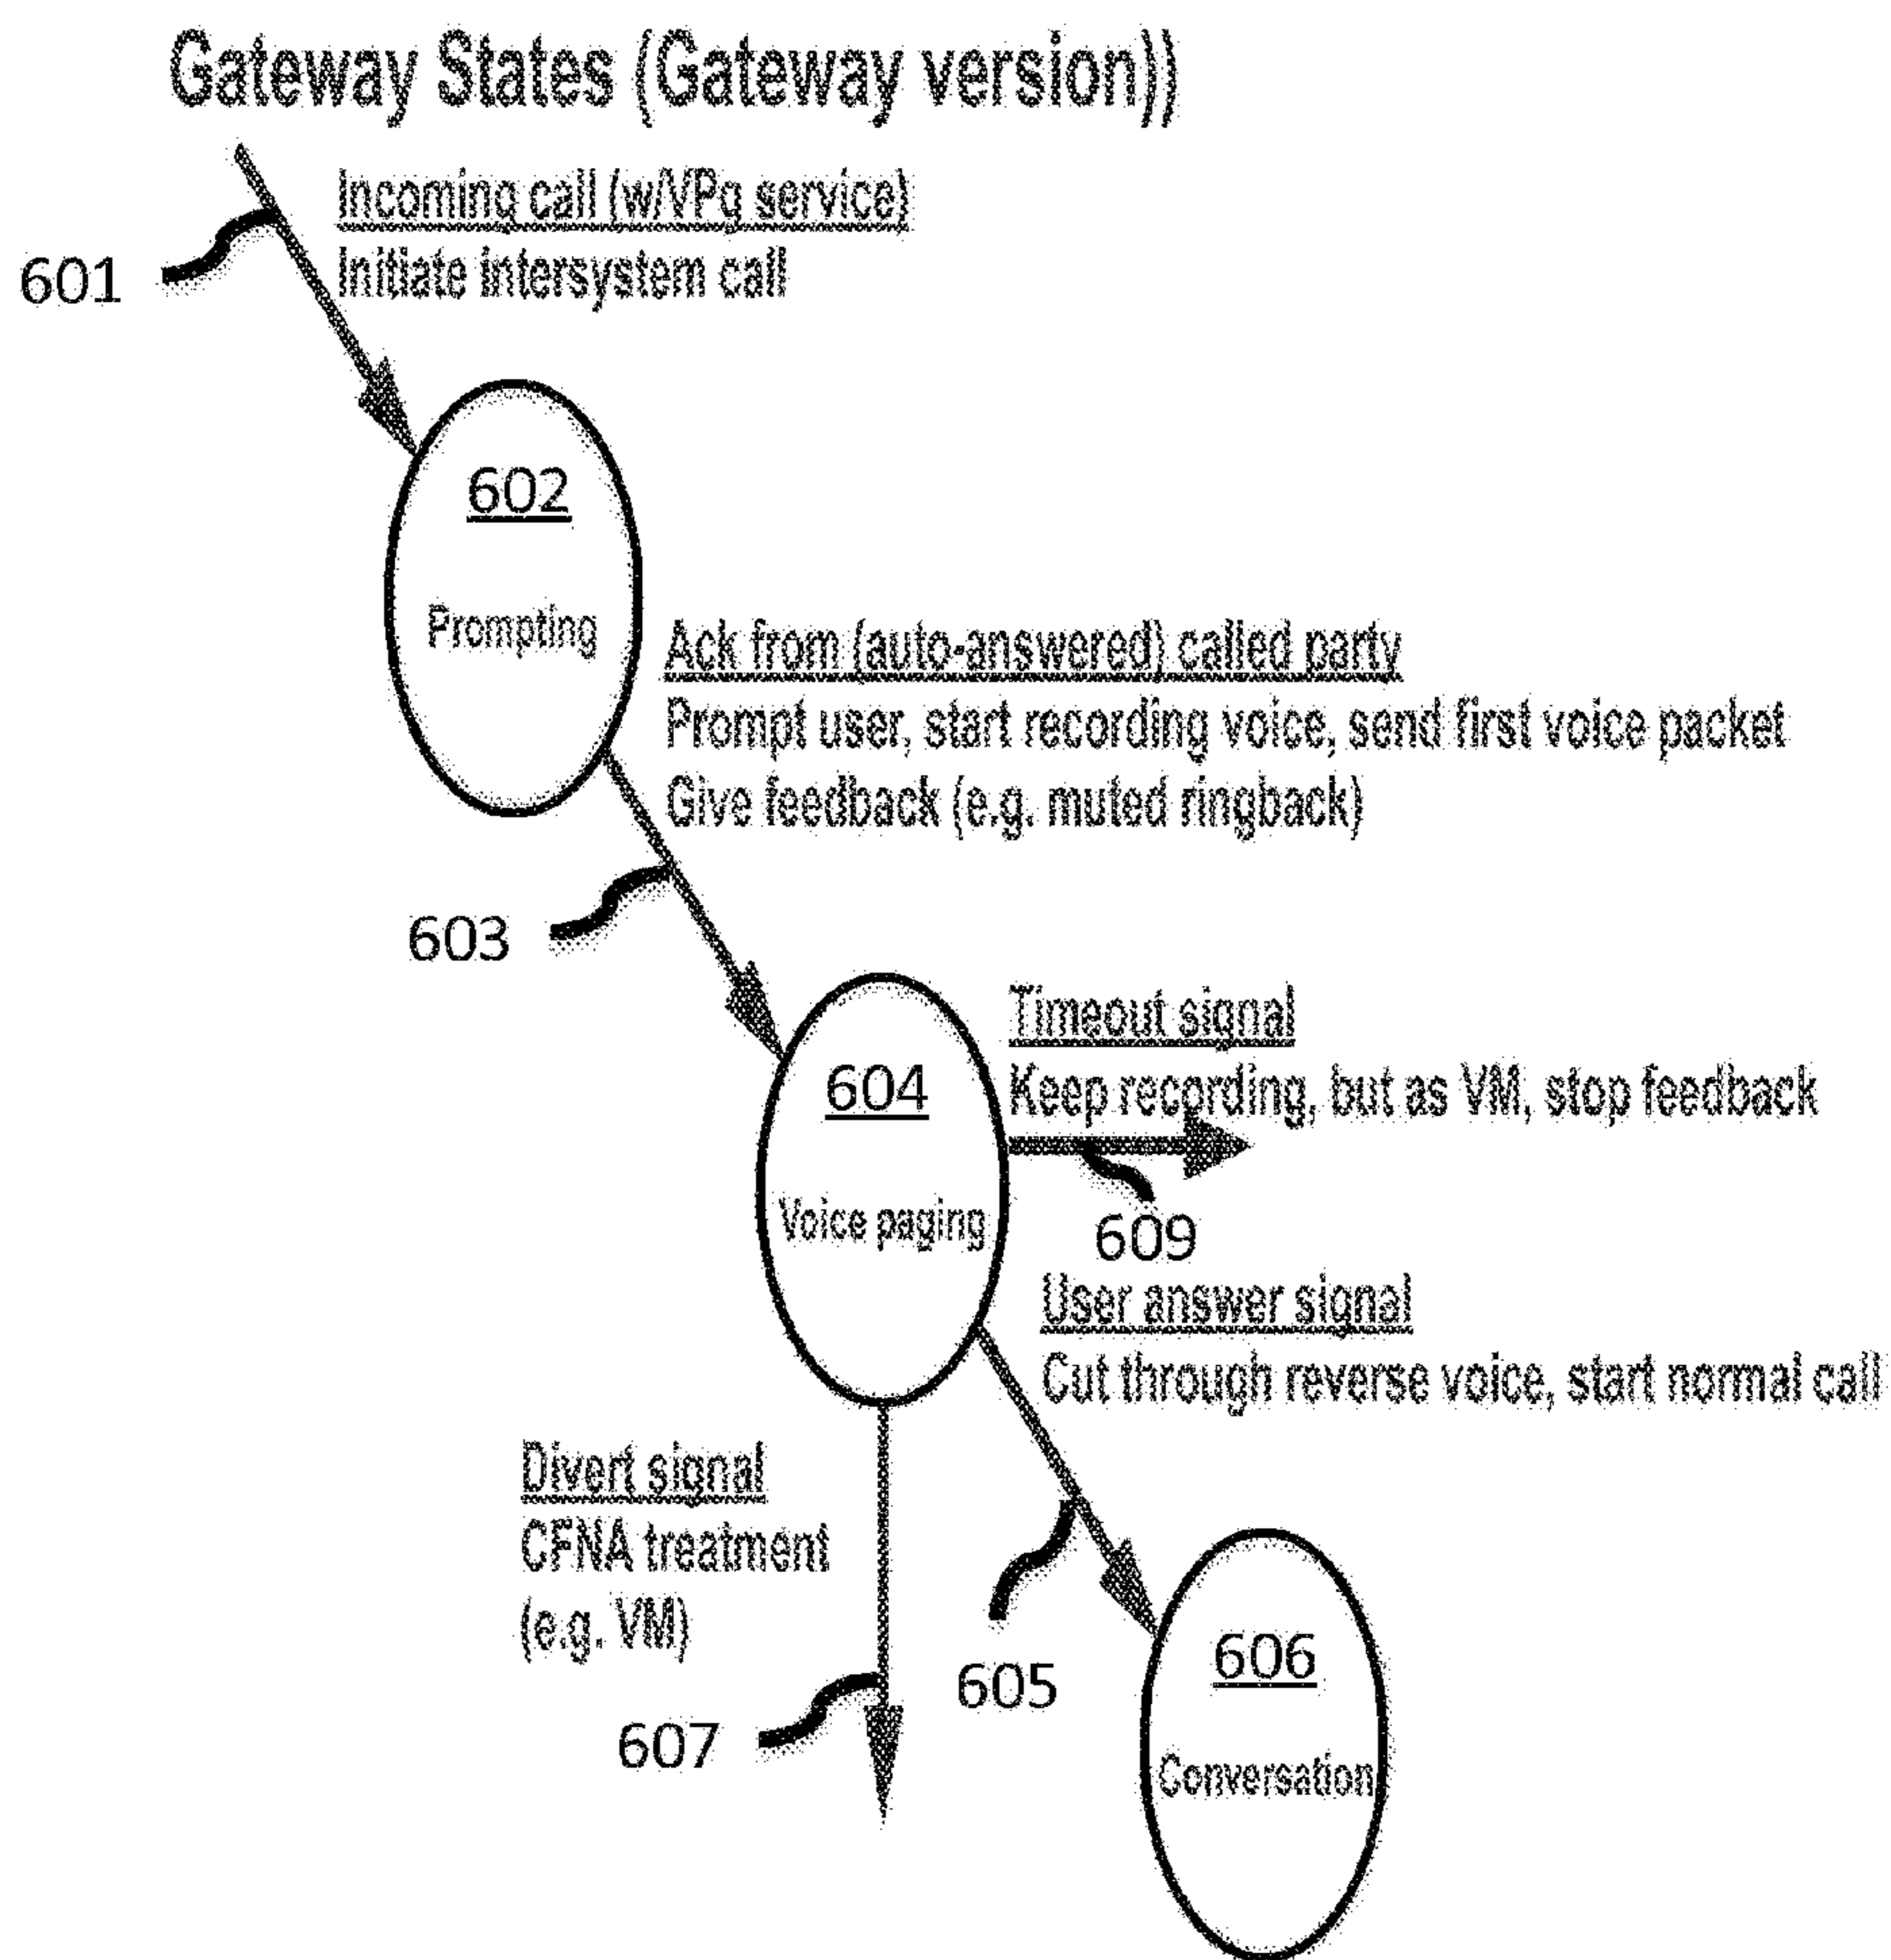 Gateway States (Gateway version))
Incoming call (w/VPg service)
Initiate intersystem call
601
602
Prompting
Ack from (auto-answered) called party
Prompt user, start recording voice, send first voice packet
Give feedback (e.g. muted ringback)
603
Timeout signal
Keep recording, but as VM, stop feedback
604
Voice paging
609
User answer signal
Cut through reverse voice, start normal call
Divert signal
CFNA treatment
(e.g. VM)
605
606
607
Conversation